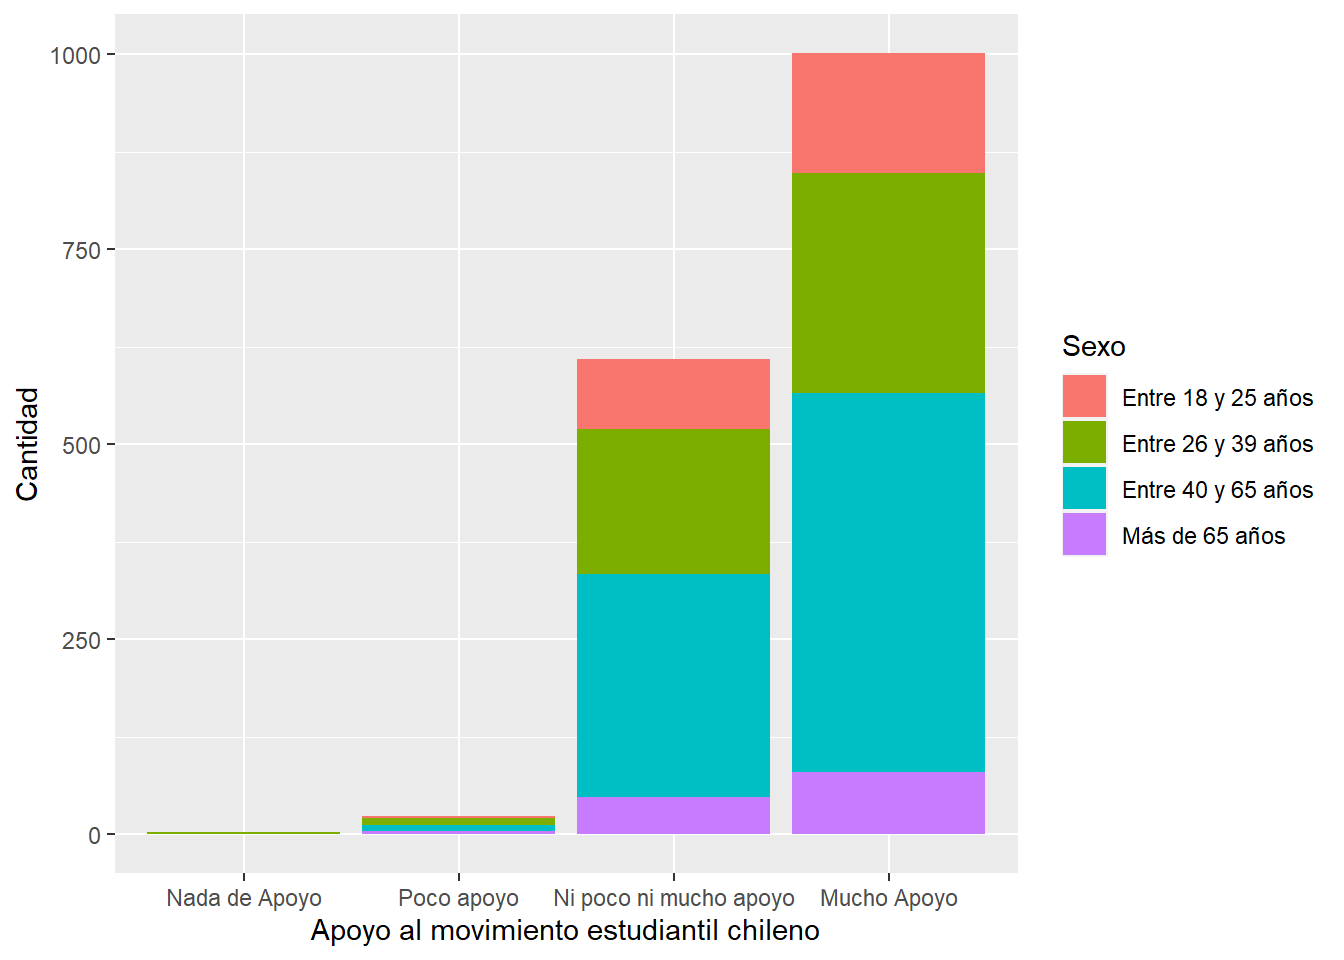 1000
750
500
250
0
Cantidad
Nada de Apoyo
Poco apoyo
Ni poco ni mucho apoyo
Mucho Apoyo
Apoyo al movimiento estudiantil chileno
Sexo
Entre 18 y 25 años
Entre 26 y 39 años
Entre 40 y 65 años
Más de 65 años